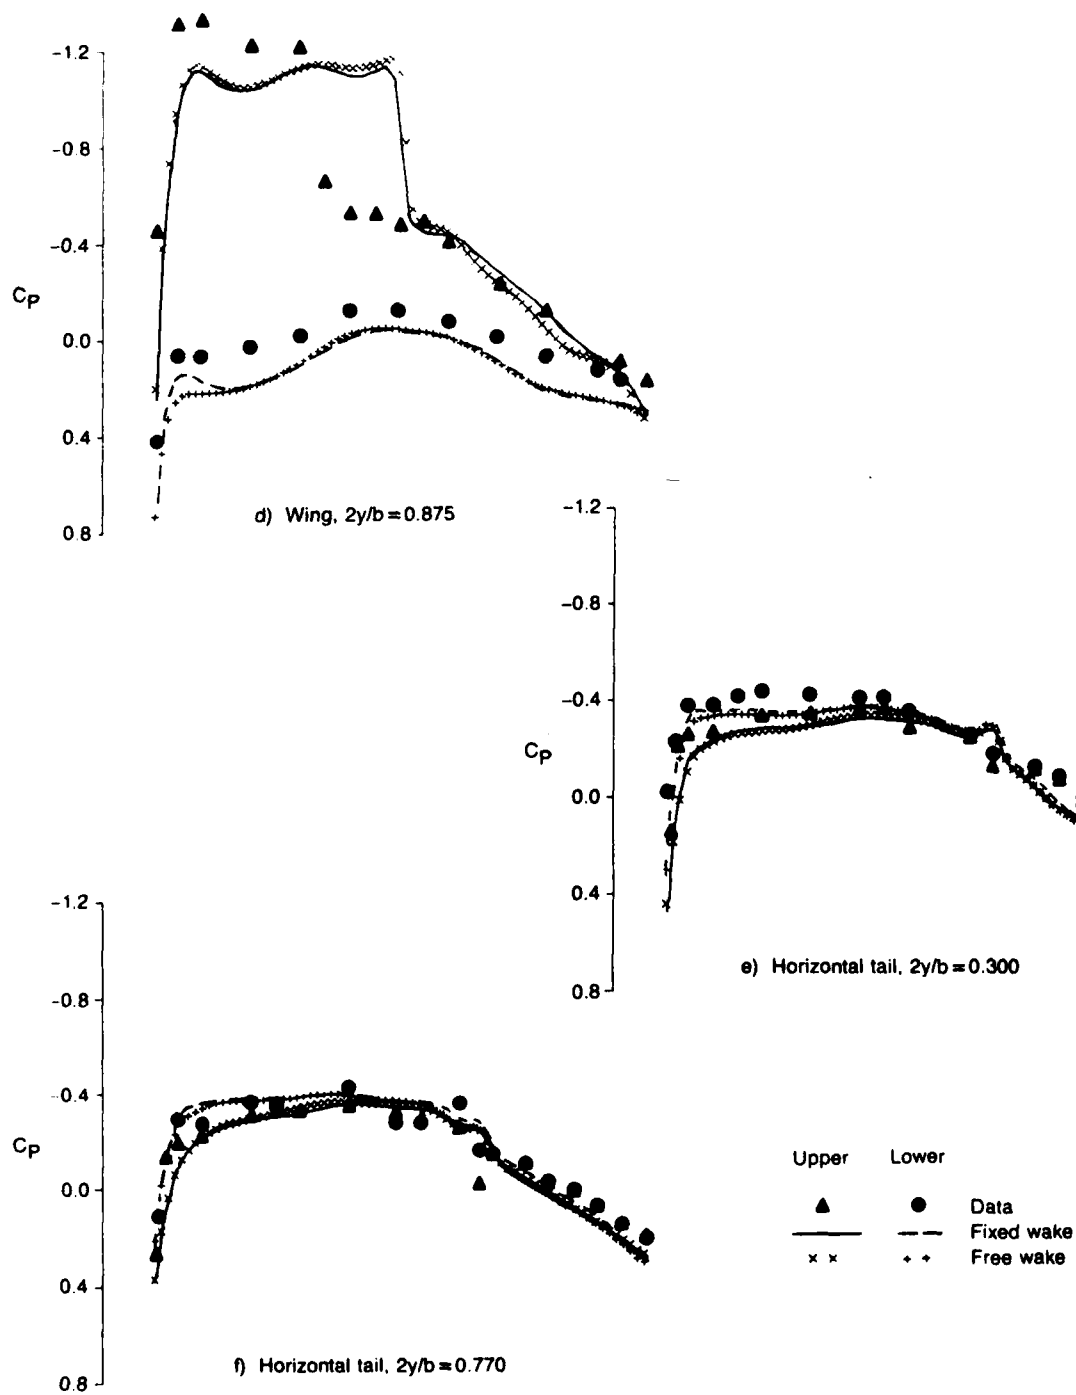 -1.2
-0.8
-0.4
CP
0.0
0.4
0.8
d) Wing, 2y/b=0.875
-1.2
-0.8
-0.4
CP
0.0
0.4
0.8
e) Horizontal tail, 2y/b=0.300
-1.2
-0.8
-0.4
CP
0.0
0.4
0.8
f) Horizontal tail, 2y/b=0.770
Upper Lower
Data
Fixed wake
Free wake